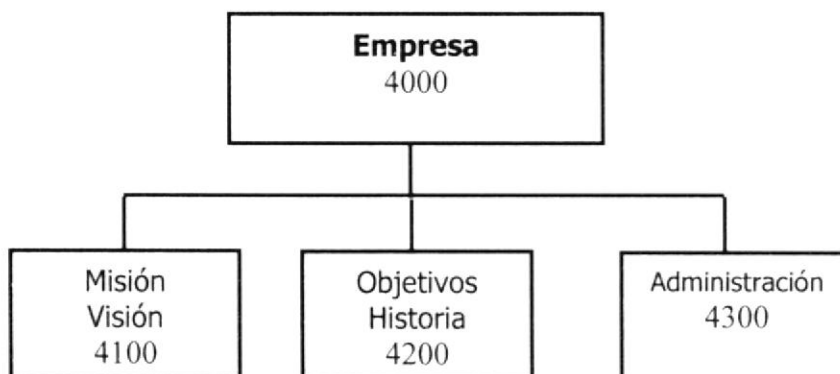 Empresa
4000
Misión
Visión
4100
Objetivos
Historia
4200
Administración
4300